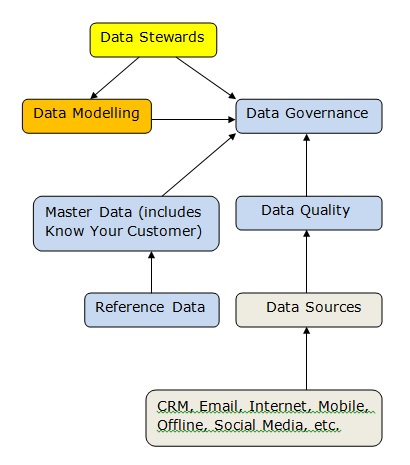 Data Stewards
Data Modelling
Data Governance
Master Data (includes
Know Your Customer)
Data Quality
Reference Data
Data Sources
CRM, Email, Internet, Mobile,
Offline, Social Media, etc,